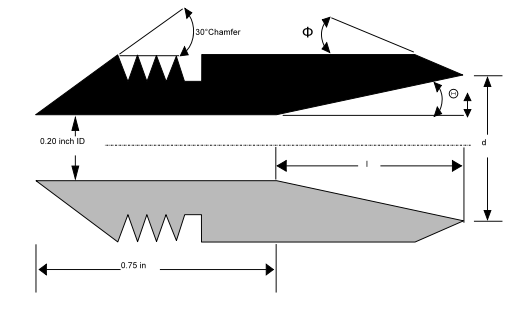 30°Chamfer
Φ
Θ
0.20 inch ID
d
l
0.75 in